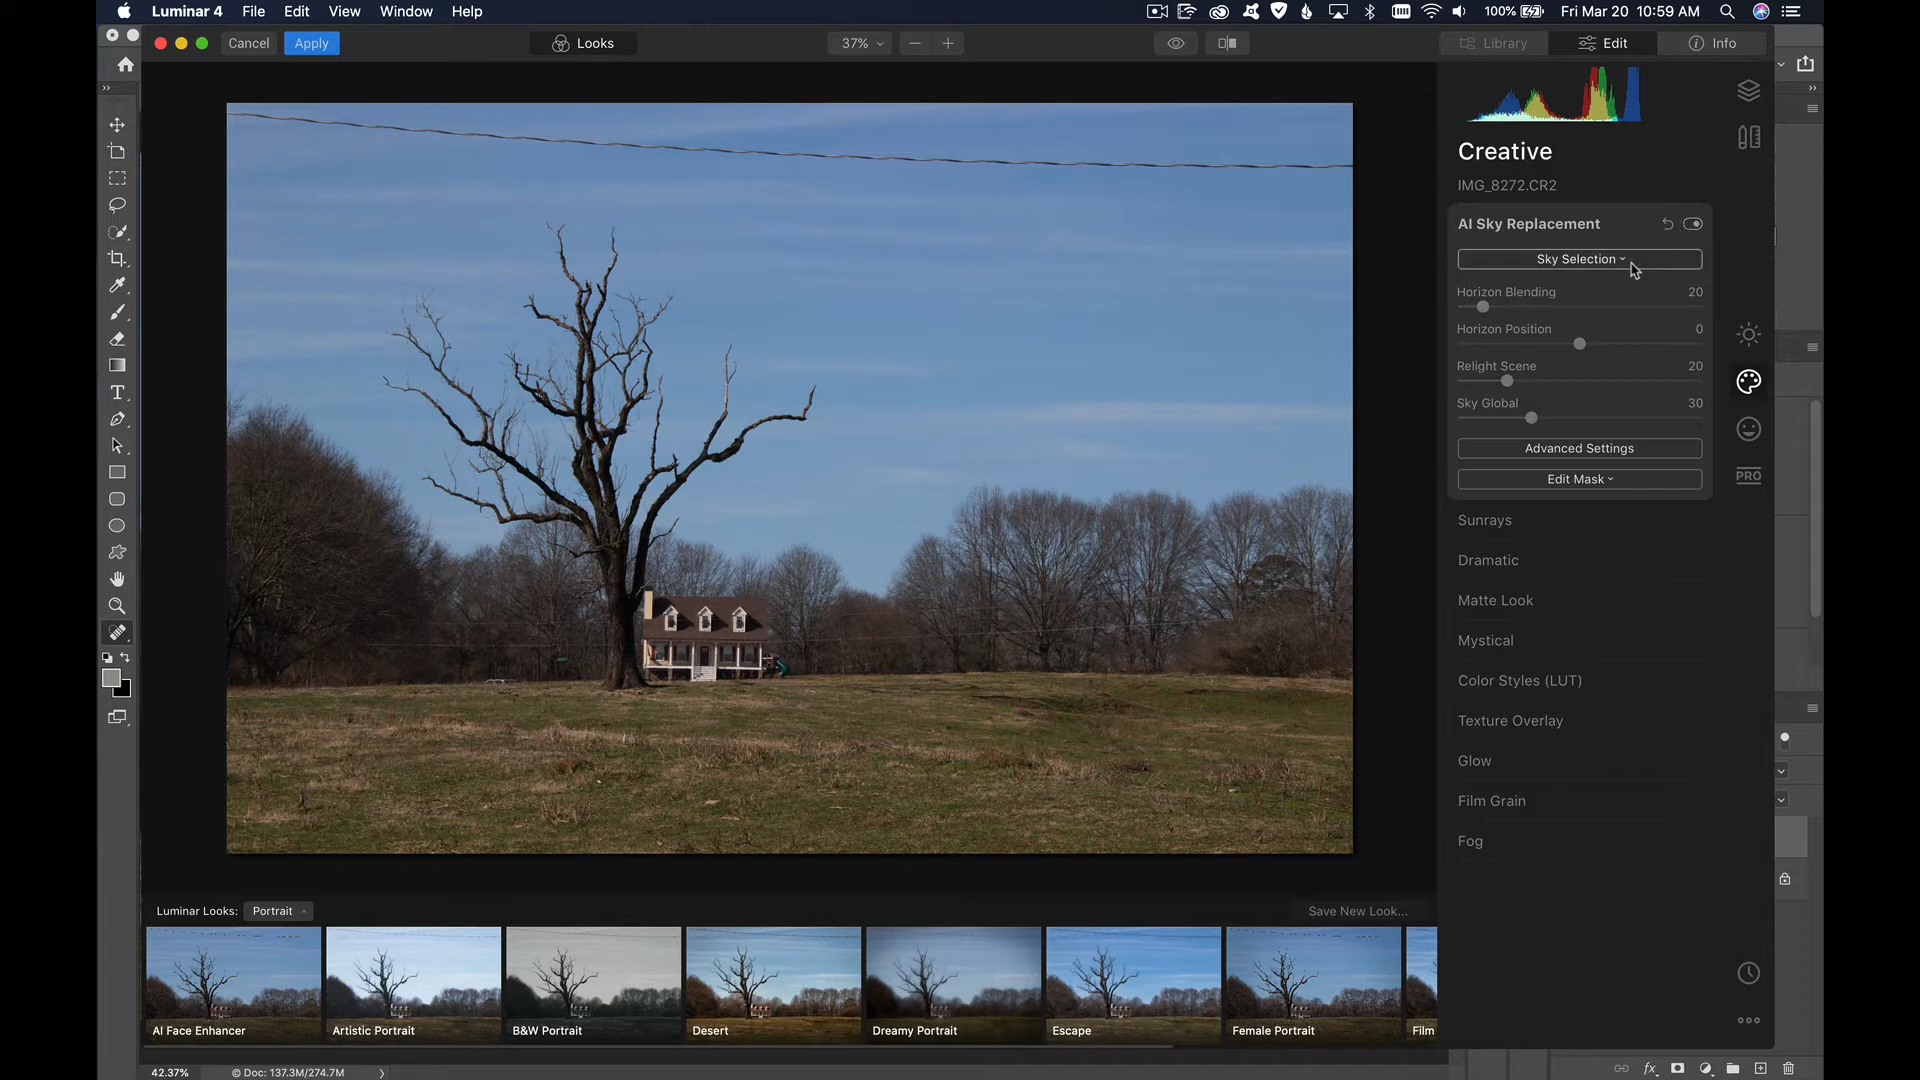 Luminar 4 File Edit View Window Help 100% Fri Mar 20 10:59 AM
Cancel Apply Looks 37% Library Edit Info
Creative
IMG_8272.CR2
AI Sky Replacement
Sky Selection
Horizon Blending 20
Horizon Position 0
Relight Scene 20
Sky Global 30
Advanced Settings
Edit Mask
PRO
Sunrays
Dramatic
Matte Look
Mystical
Color Styles (LUT)
Texture Overlay
Glow
Film Grain
Fog
Luminar Looks: Portrait Save New Look...
AI Face Enhancer Artistic Portrait B&W Portrait Desert Dreamy Portrait Escape Female Portrait Film
42.37% © Doc: 137.3M/274.7M fx